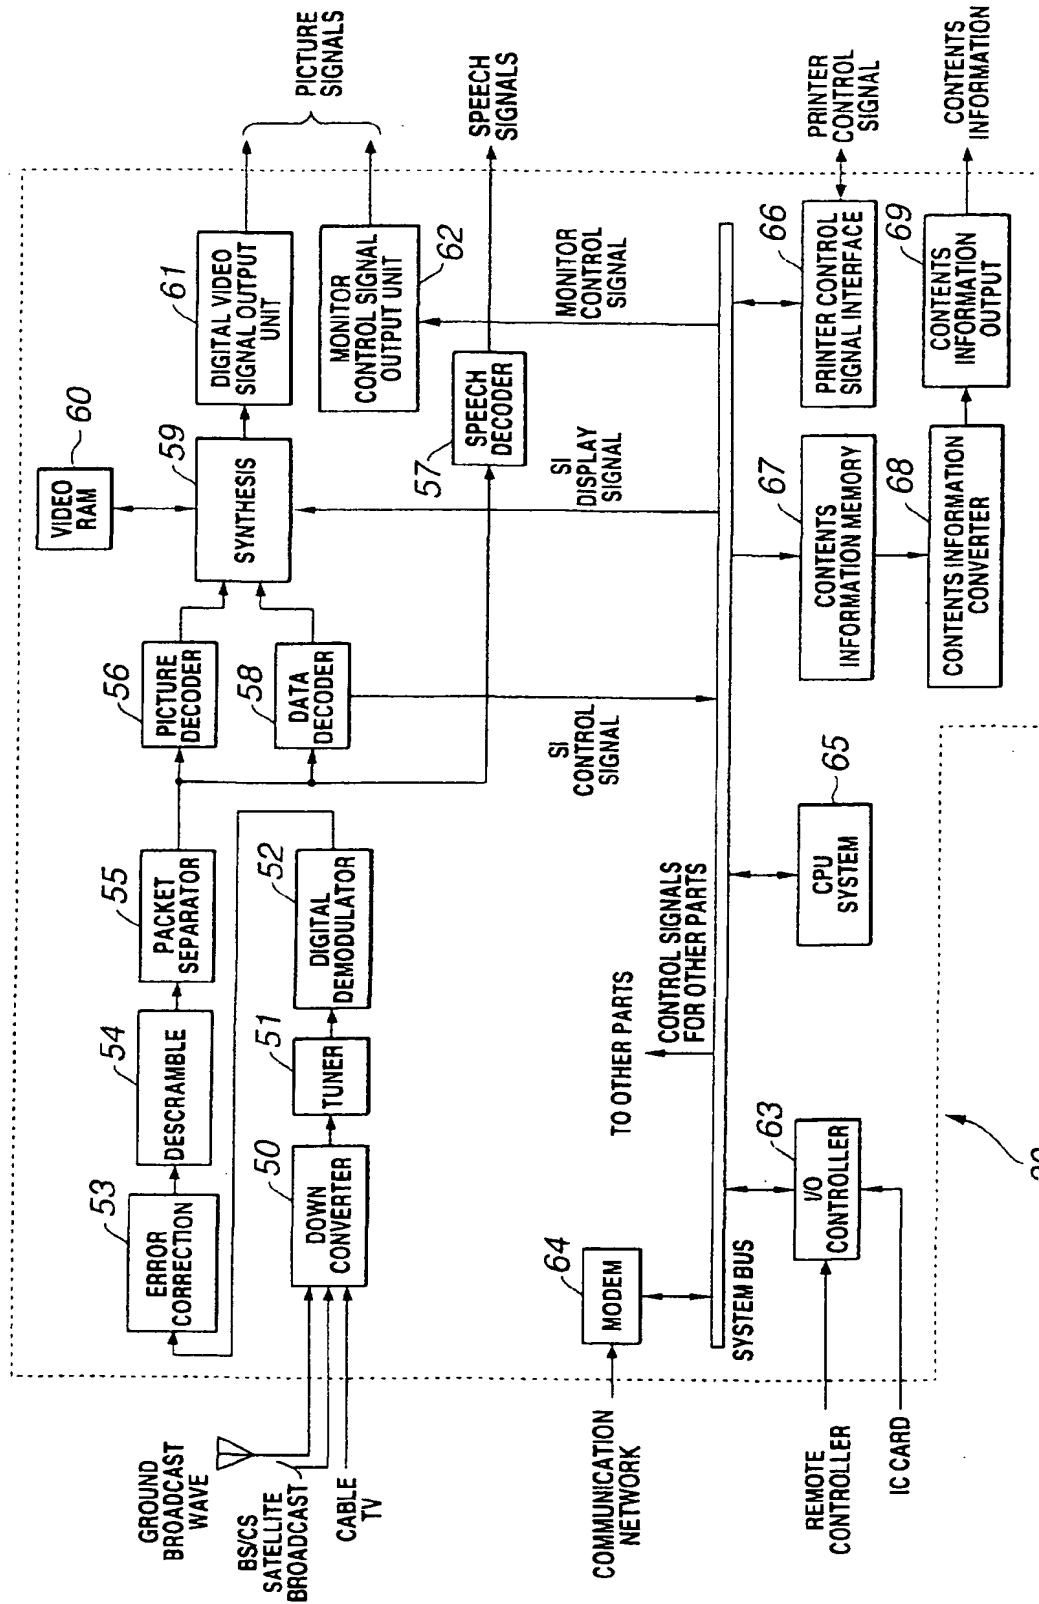 GROUND
BROADCAST
WAVE
BS/CS
SATELLITE
BROADCAST
CABLE
TV
53
ERROR
CORRECTION
54
DESCRAMBLE
55
PACKET
SEPARATOR
50
DOWN
CONVERTER
51
TUNER
52
DIGITAL
DEMODULATOR
56
PICTURE
DECODER
58
DATA
DECODER
60
VIDEO
RAM
59
SYNTHESIS
61
DIGITAL VIDEO
SIGNAL OUTPUT
UNIT
MONITOR
CONTROL SIGNAL
OUTPUT UNIT
62
PICTURE
SIGNALS
57
SPEECH
DECODER
SPEECH
SIGNALS
SI
CONTROL
SIGNAL
SI
DISPLAY
SIGNAL
MONITOR
CONTROL
SIGNAL
COMMUNICATION
NETWORK
64
MODEM
TO OTHER PARTS
CONTROL SIGNALS
FOR OTHER PARTS
SYSTEM BUS
REMOTE
CONTROLLER
IC CARD
63
I/O
CONTROLLER
65
CPU
SYSTEM
67
CONTENTS
INFORMATION MEMORY
66
PRINTER CONTROL
SIGNAL INTERFACE
PRINTER
CONTROL
SIGNAL
68
CONTENTS INFORMATION
CONVERTER
69
CONTENTS
INFORMATION
OUTPUT
CONTENTS
INFORMATION